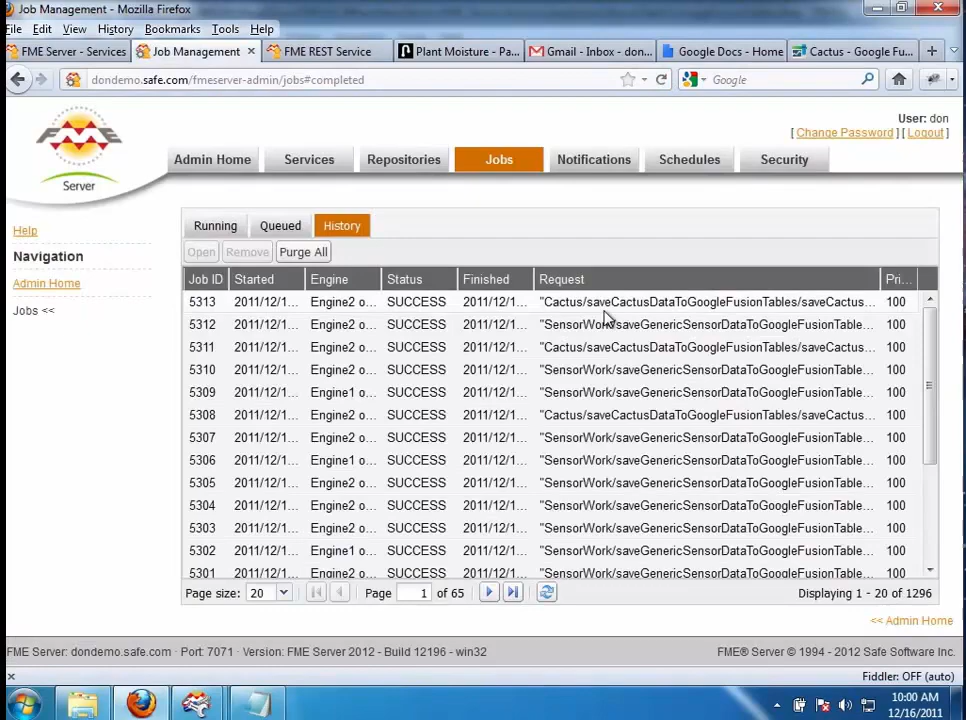 Job Management - Mozilla Firefox
File Edit View History Bookmarks Tools Help
FME Server - Services Job Management × FME REST Service Plant Moisture - Pa... Gmail - Inbox - don... Google Docs - Home Cactus - Google Fu... +
dondemo.safe.com/fmeserver-admin/jobs#completed Google
FME
Server
User: don
[ Change Password ] [ Logout ]
Admin Home Services Repositories Jobs Notifications Schedules Security
Help
Navigation
Admin Home
Jobs <<
Running Queued History
Open Remove Purge All
Job ID Started Engine Status Finished Request Pri...
5313 2011/12/1... Engine2 o... SUCCESS 2011/12/1... "Cactus/saveCactusDataToGoogleFusionTables/saveCactus... 100
5312 2011/12/1... Engine2 o... SUCCESS 2011/12/1... "SensorWork/saveGenericSensorDataToGoogleFusionTable... 100
5311 2011/12/1... Engine2 o... SUCCESS 2011/12/1... "Cactus/saveCactusDataToGoogleFusionTables/saveCactus... 100
5310 2011/12/1... Engine2 o... SUCCESS 2011/12/1... "SensorWork/saveGenericSensorDataToGoogleFusionTable... 100
5309 2011/12/1... Engine1 o... SUCCESS 2011/12/1... "SensorWork/saveGenericSensorDataToGoogleFusionTable... 100
5308 2011/12/1... Engine2 o... SUCCESS 2011/12/1... "Cactus/saveCactusDataToGoogleFusionTables/saveCactus... 100
5307 2011/12/1... Engine2 o... SUCCESS 2011/12/1... "SensorWork/saveGenericSensorDataToGoogleFusionTable... 100
5306 2011/12/1... Engine1 o... SUCCESS 2011/12/1... "SensorWork/saveGenericSensorDataToGoogleFusionTable... 100
5305 2011/12/1... Engine2 o... SUCCESS 2011/12/1... "SensorWork/saveGenericSensorDataToGoogleFusionTable... 100
5304 2011/12/1... Engine2 o... SUCCESS 2011/12/1... "SensorWork/saveGenericSensorDataToGoogleFusionTable... 100
5303 2011/12/1... Engine2 o... SUCCESS 2011/12/1... "SensorWork/saveGenericSensorDataToGoogleFusionTable... 100
5302 2011/12/1... Engine1 o... SUCCESS 2011/12/1... "SensorWork/saveGenericSensorDataToGoogleFusionTable... 100
5301 2011/12/1... Engine2 o... SUCCESS 2011/12/1... "SensorWork/saveGenericSensorDataToGoogleFusionTable... 100
Page size: 20 Page 1 of 65 Displaying 1 - 20 of 1296
<< Admin Home
FME Server: dondemo.safe.com · Port: 7071 · Version: FME Server 2012 - Build 12196 - win32 FME® Server © 1994 - 2012 Safe Software Inc.
× Fiddler: OFF (auto)
10:00 AM
12/16/2011